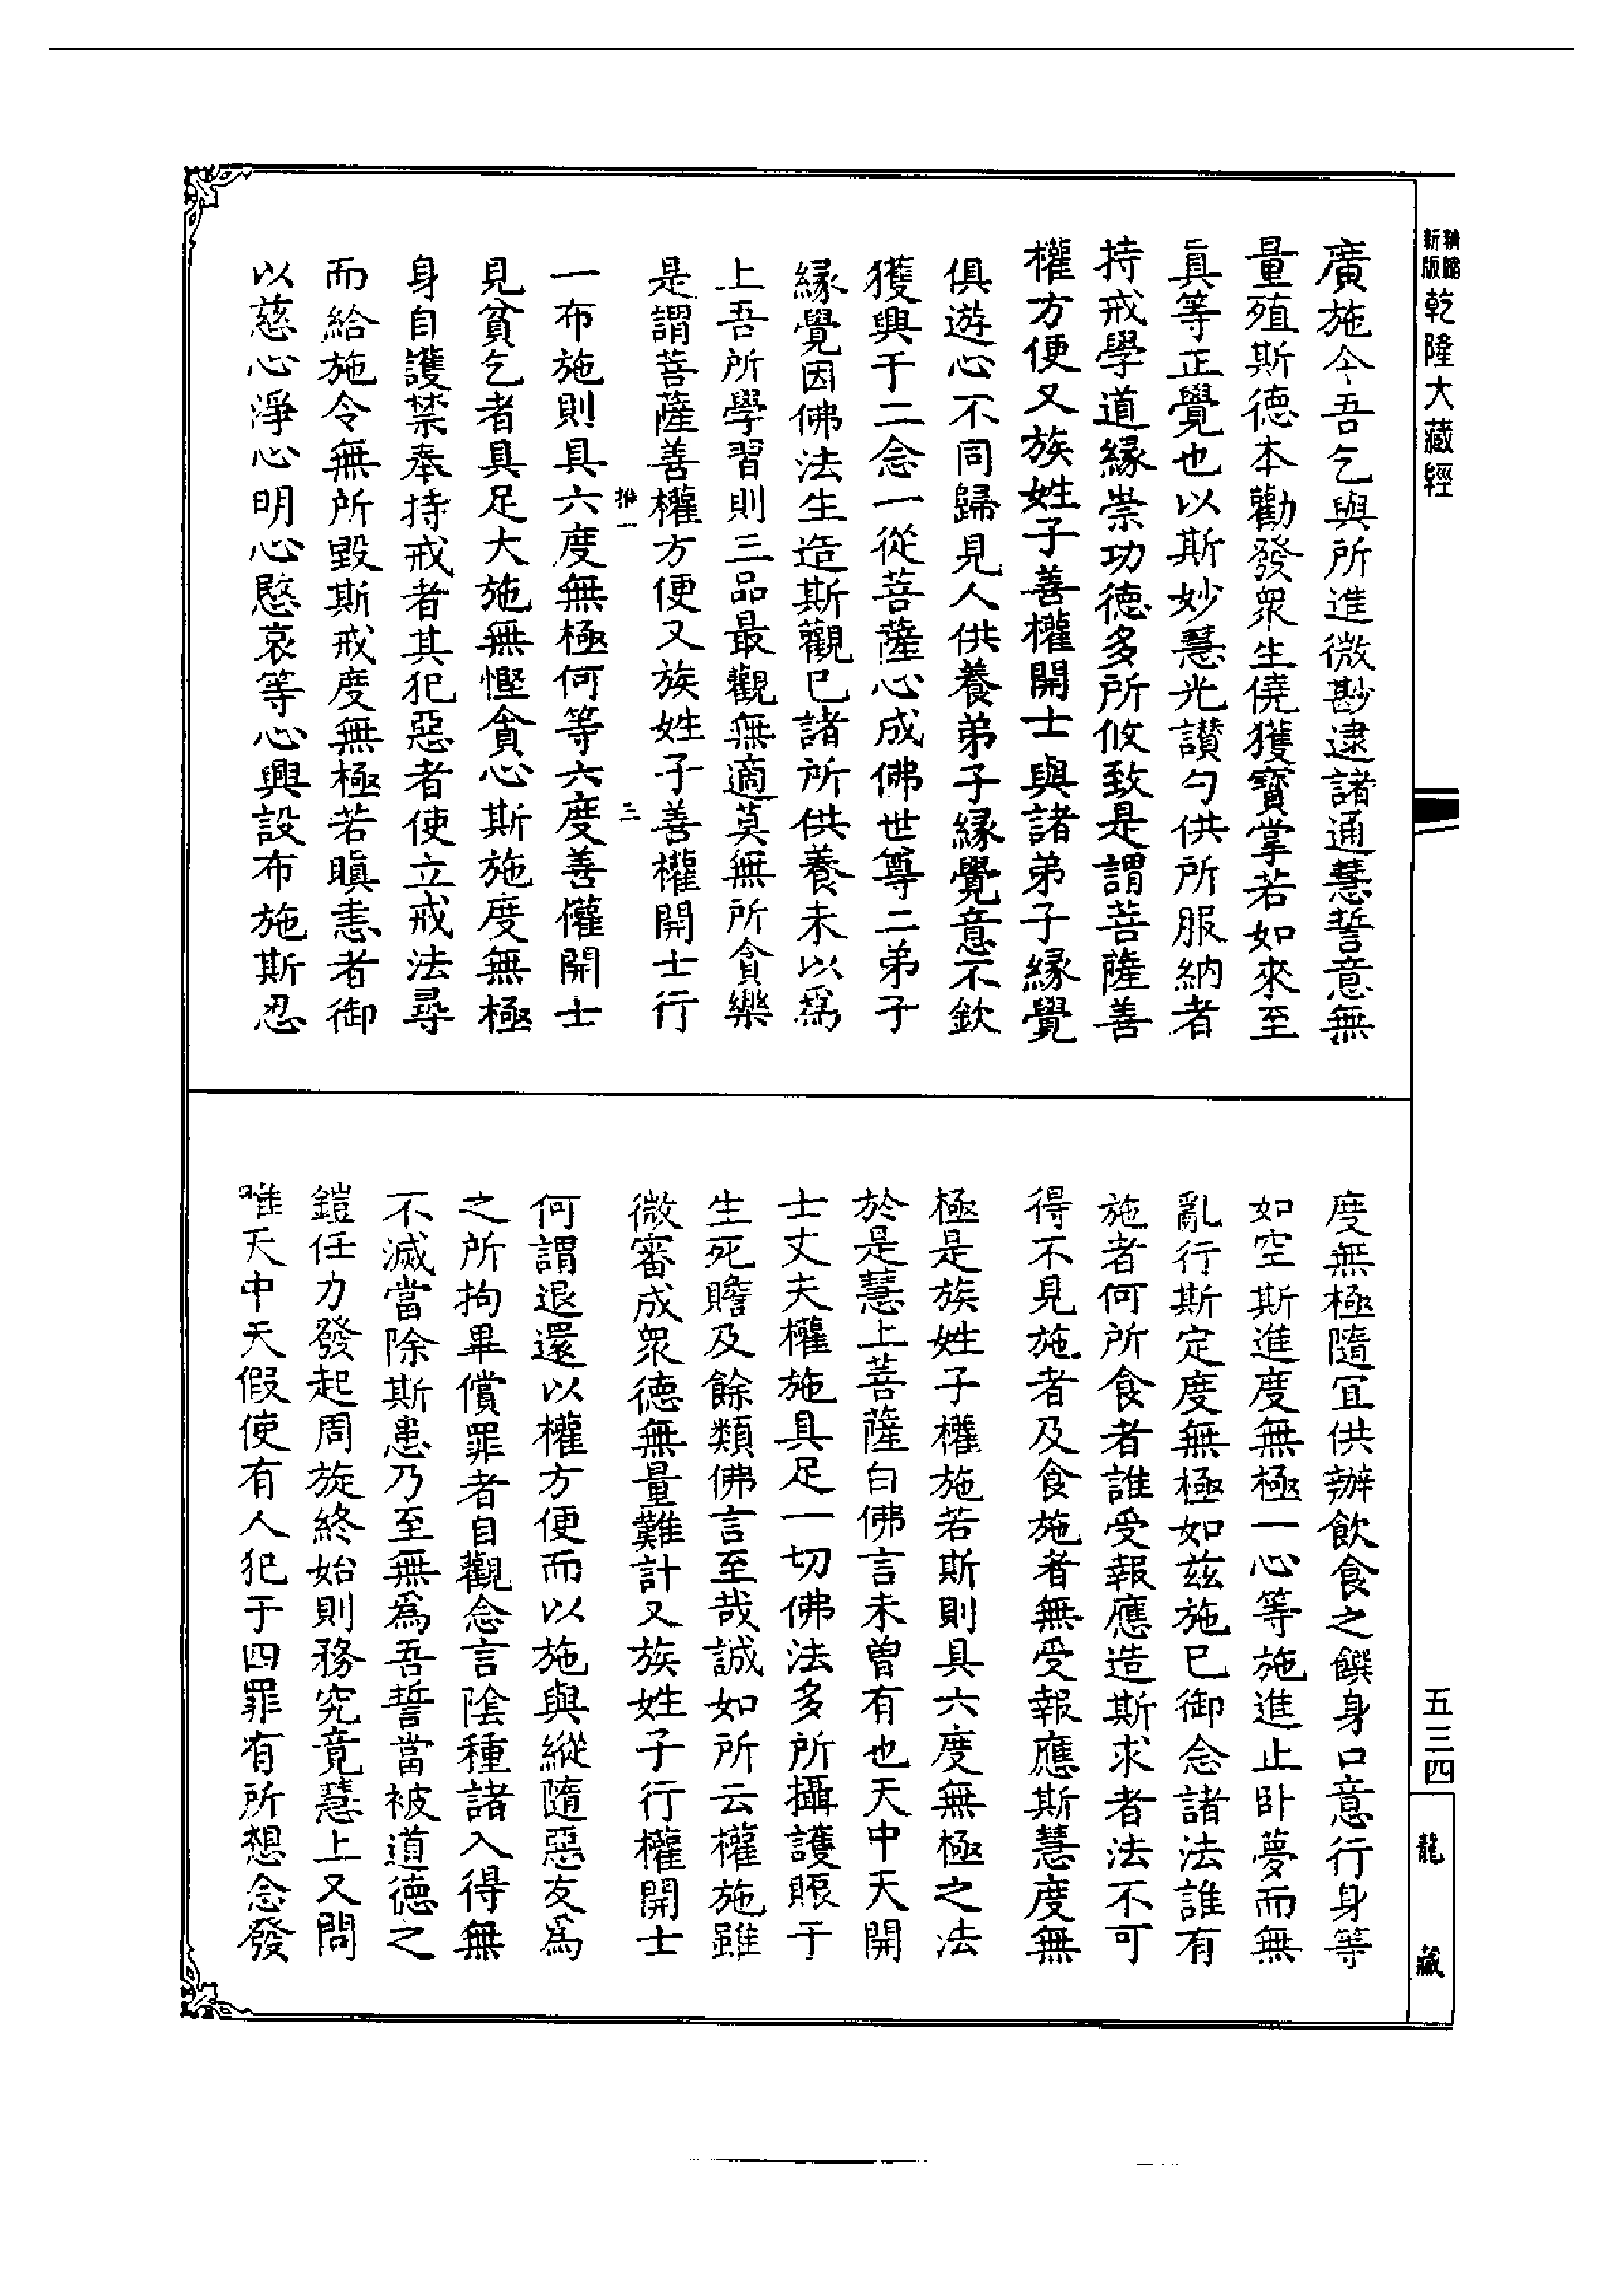 新版精縮乾隆大藏經
廣施今吾乞與所進微尠逮諸通慧誓意無
量殖斯德本勸發衆生僥獲寶掌若如來至
真等正覺也以斯妙慧光讃勻供所服納者
持戒學道緣崇功德多所攸致是謂菩薩善
權方便又族姓子善權開士與諸弟子緣覺
俱遊心不同歸見人供養弟子緣覺意不欽
獲興于二念一從菩薩心成佛世尊二弟子
緣覺因佛法生造斯觀已諸所供養未以爲
上吾所學習則三品最觀無適莫無所貪樂
是謂菩薩善權方便又族姓子善權開士行
推一 三
一布施則具六度無極何等六度善權開士
見貧乞者具足大施無慳貪心斯施度無極
身自護禁奉持戒者其犯惡者使立戒法尋
而給施令無所毀斯戒度無極若瞋恚者御
以慈心淨心明心愍哀等心興設布施斯忍
度無極隨宜供辦飲食之饌身口意行身等
如空斯進度無極一心等施進止卧夢而無
亂行斯定度無極如茲施已御念諸法誰有
施者何所食者誰受報應造斯求者法不可
得不見施者及食施者無受報應斯慧度無
極是族姓子權施若斯則具六度無極之法
於是慧上菩薩白佛言未曾有也天中天開
士丈夫權施具足一切佛法多所攝護賑于
生死贍及餘類佛言至哉誠如所云權施雖
微審成衆德無量難計又族姓子行權開士
何謂退還以權方便而以施與縱隨惡友爲
之所拘畢償罪者自觀念言陰種諸入得無
不滅當除斯患乃至無爲吾誓當被道德之
鎧任力發起周旋終始則務究竟慧上又問
唯天中天假使有人犯于四罪有所想念發
五三四
龍藏